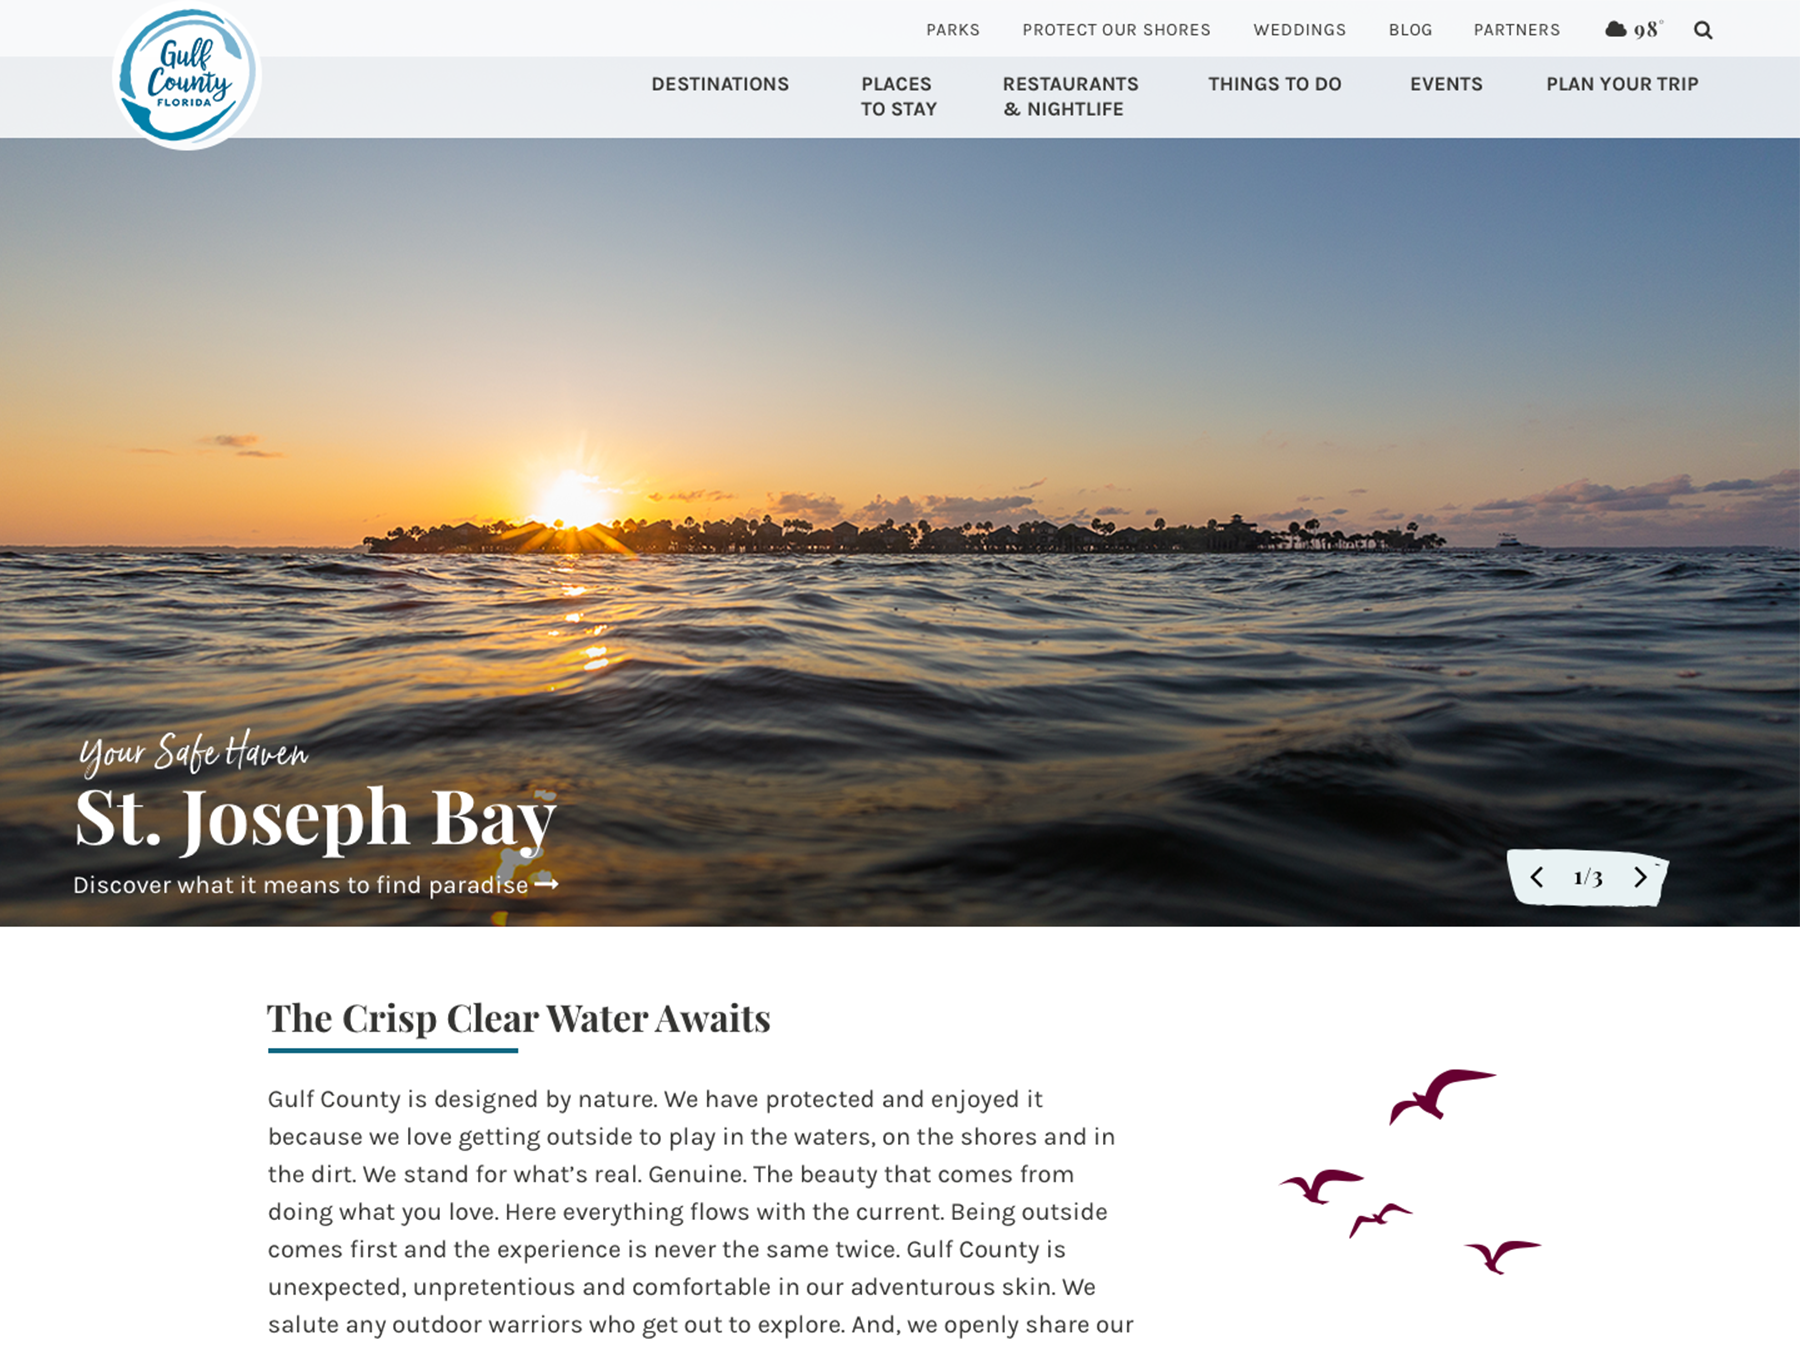 Gulf
County
FLORIDA
PARKS PROTECT OUR SHORES WEDDINGS BLOG PARTNERS 98°
DESTINATIONS PLACES TO STAY RESTAURANTS & NIGHTLIFE THINGS TO DO EVENTS PLAN YOUR TRIP
Your Safe Haven
St. Joseph Bay
Discover what it means to find paradise
1/3
The Crisp Clear Water Awaits
Gulf County is designed by nature. We have protected and enjoyed it
because we love getting outside to play in the waters, on the shores and in
the dirt. We stand for what’s real. Genuine. The beauty that comes from
doing what you love. Here everything flows with the current. Being outside
comes first and the experience is never the same twice. Gulf County is
unexpected, unpretentious and comfortable in our adventurous skin. We
salute any outdoor warriors who get out to explore. And, we openly share our